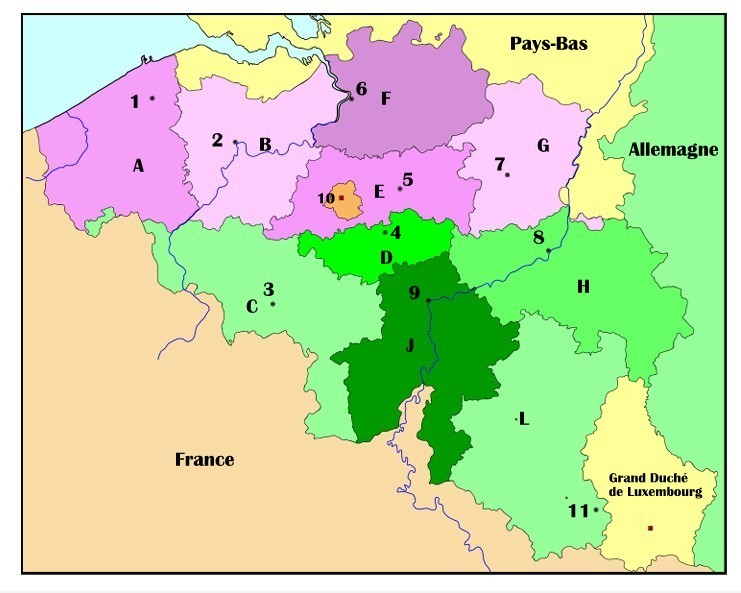 Pays-Bas
6
F
1
2
B
G
Allemagne
A
5
7
E
10
4
8
D
3
9
H
C
J
L
France
Grand Duché
de Luxembourg
11